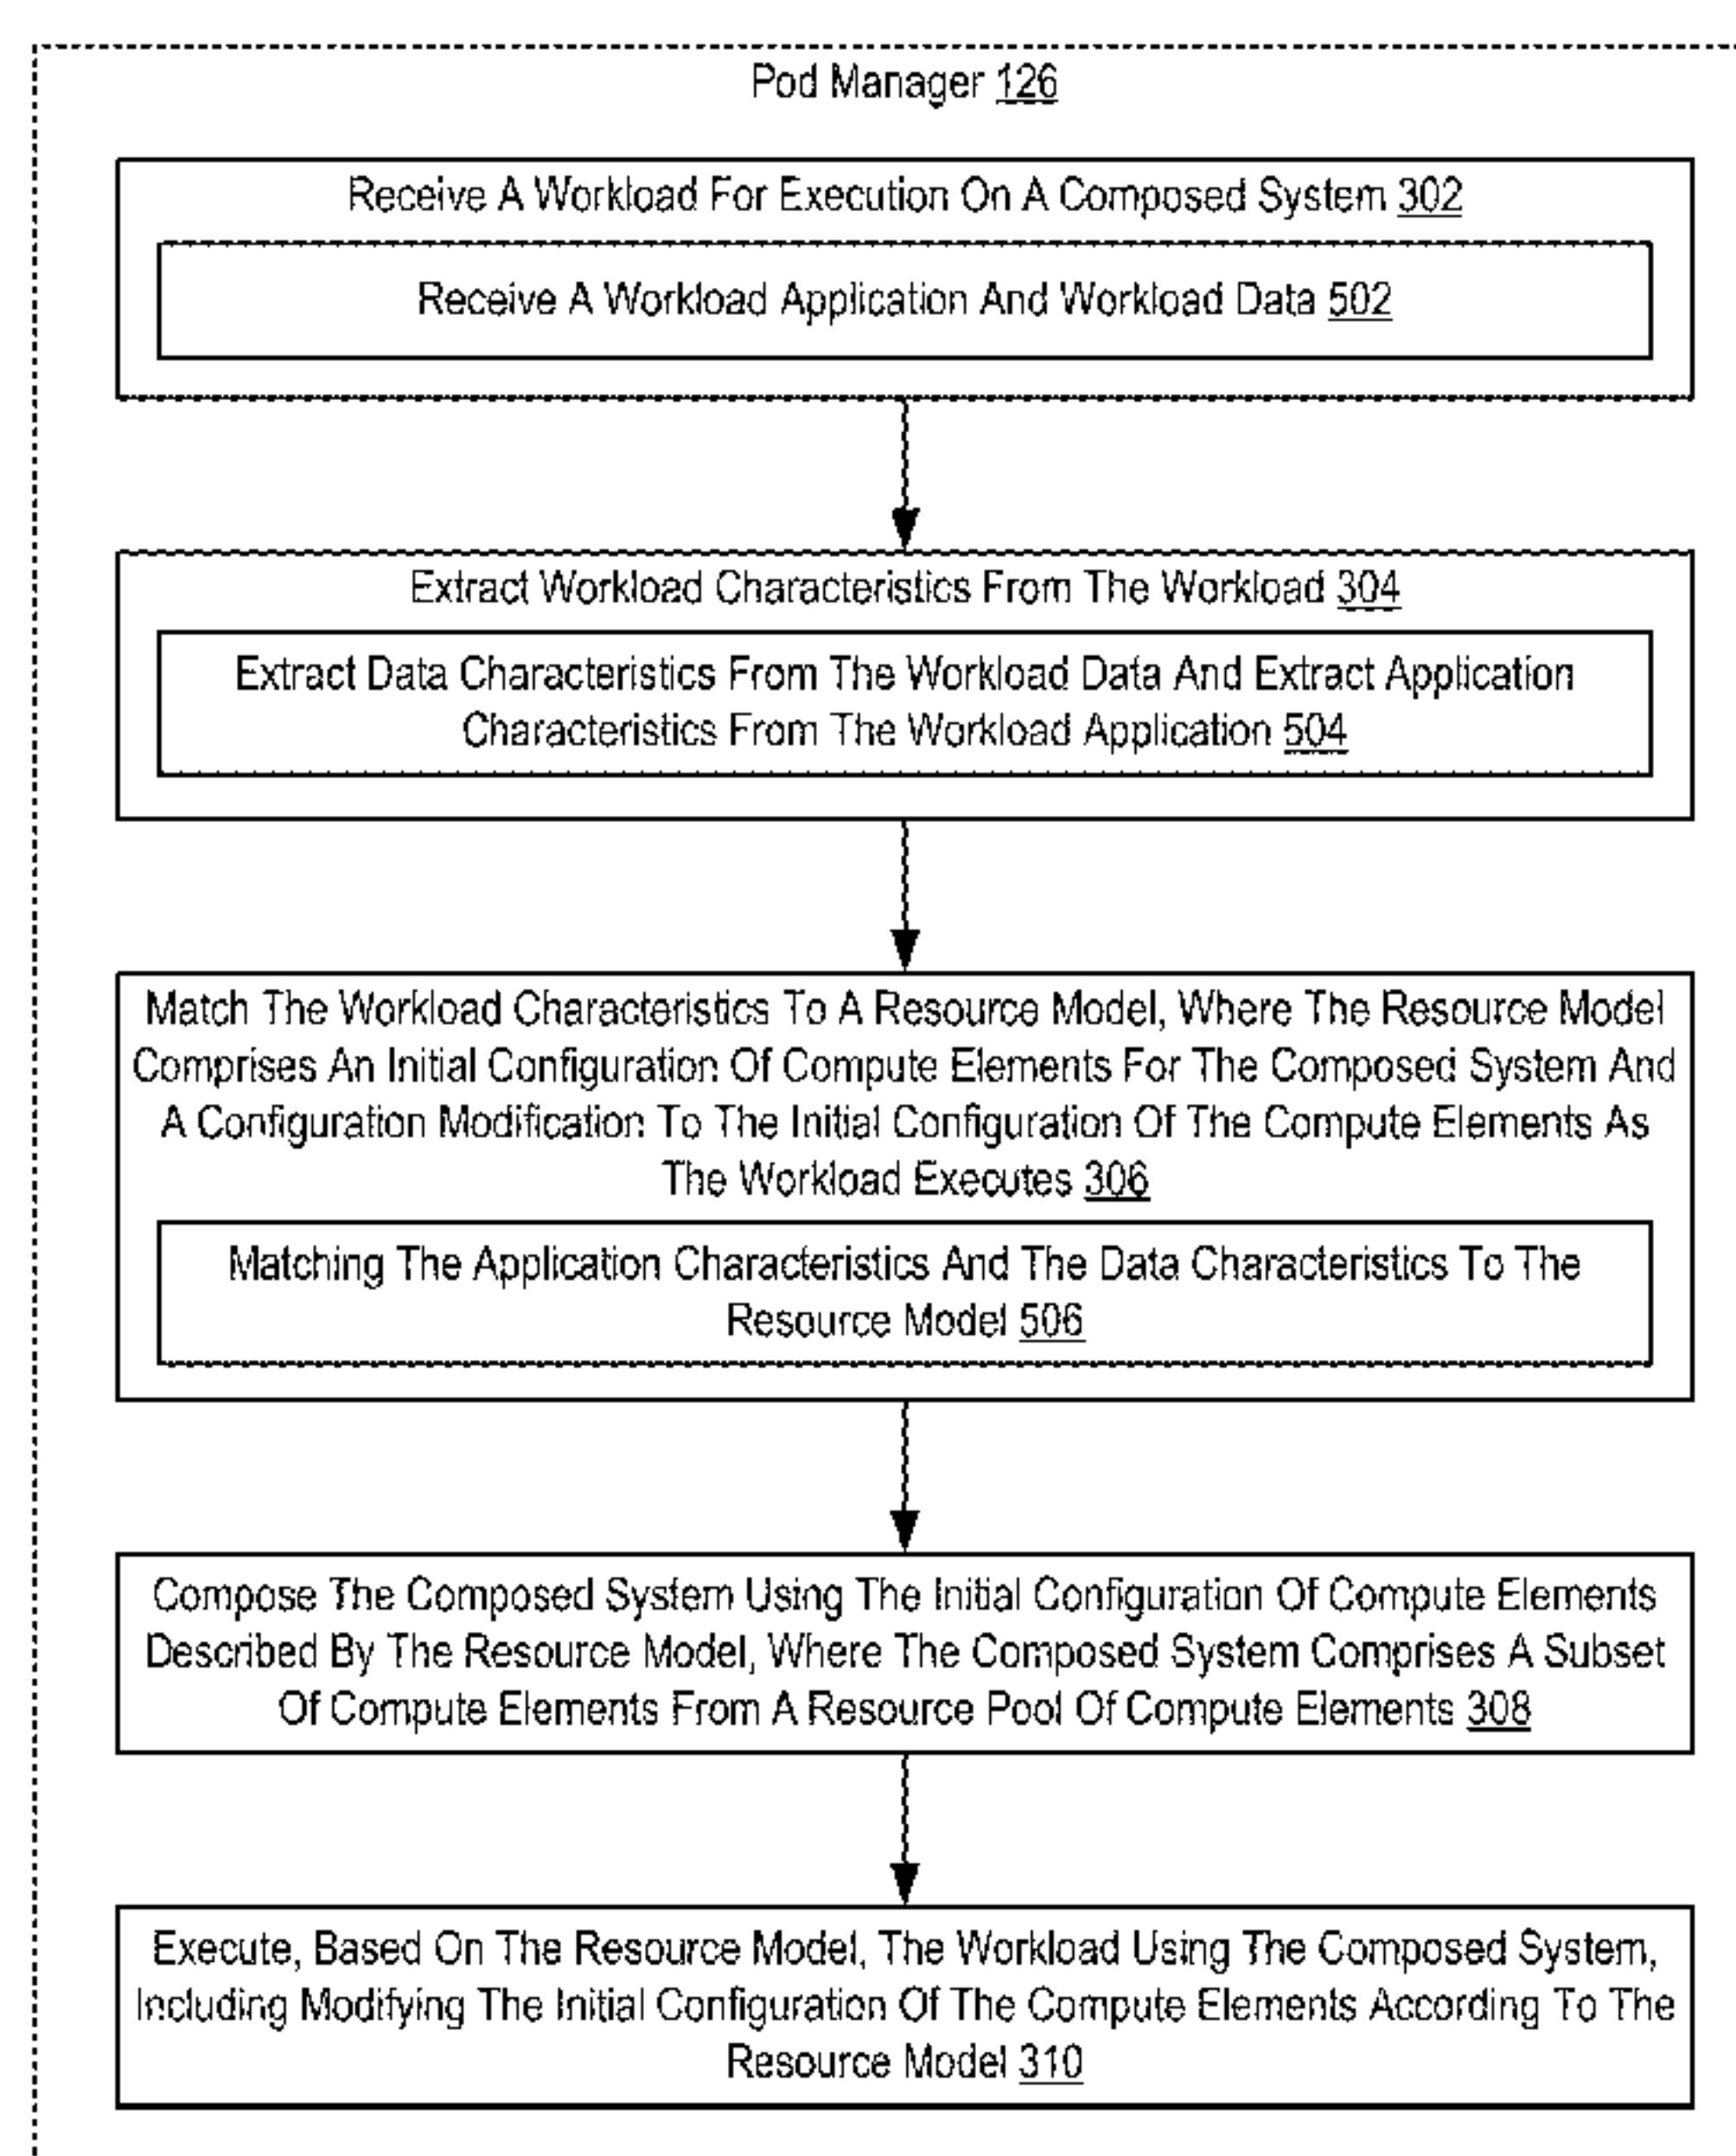 Pod Manager 126
Receive A Workload For Execution On A Composed System 302
Receive A Workload Application And Workload Data 502
Extract Workload Characteristics From The Workload 304
Extract Data Characteristics From The Workload Data And Extract Application
Characteristics From The Workload Application 504
Match The Workload Characteristics To A Resource Model, Where The Resource Model
Comprises An Initial Configuration Of Compute Elements For The Composed System And
A Configuration Modification To The Initial Configuration Of The Compute Elements As
The Workload Executes 306
Matching The Application Characteristics And The Data Characteristics To The
Resource Model 506
Compose The Composed System Using The Initial Configuration Of Compute Elements
Described By The Resource Model, Where The Composed System Comprises A Subset
Of Compute Elements From A Resource Pool Of Compute Elements 308
Execute, Based On The Resource Model, The Workload Using The Composed System,
Including Modifying The Initial Configuration Of The Compute Elements According To The
Resource Model 310